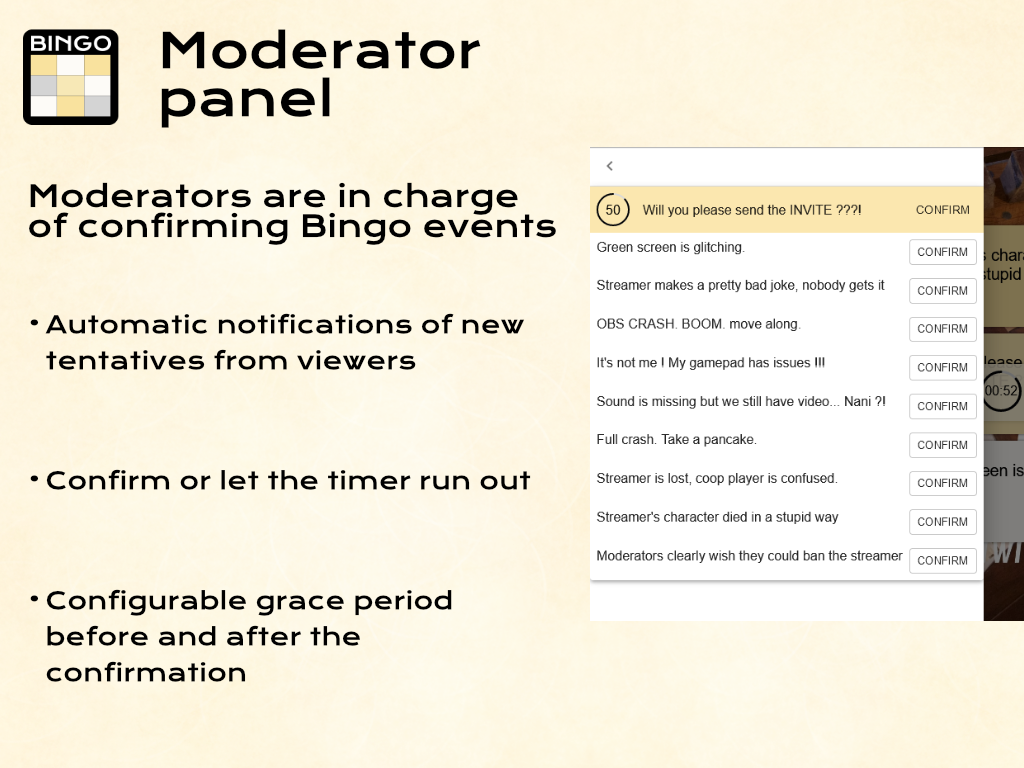 BINGO
Moderator
panel
Moderators are in charge
of confirming Bingo events
• Automatic notifications of new
tentatives from viewers
• Confirm or let the timer run out
• Configurable grace period
before and after the
confirmation
<
50 Will you please send the INVITE ???! CONFIRM
Green screen is glitching. CONFIRM
Streamer makes a pretty bad joke, nobody gets it CONFIRM
OBS CRASH. BOOM. move along. CONFIRM
It's not me ! My gamepad has issues !!! CONFIRM
Sound is missing but we still have video... Nani ?! CONFIRM
Full crash. Take a pancake. CONFIRM
Streamer is lost, coop player is confused. CONFIRM
Streamer's character died in a stupid way CONFIRM
Moderators clearly wish they could ban the streamer CONFIRM
s chara
stupid
lease
00:52
een is